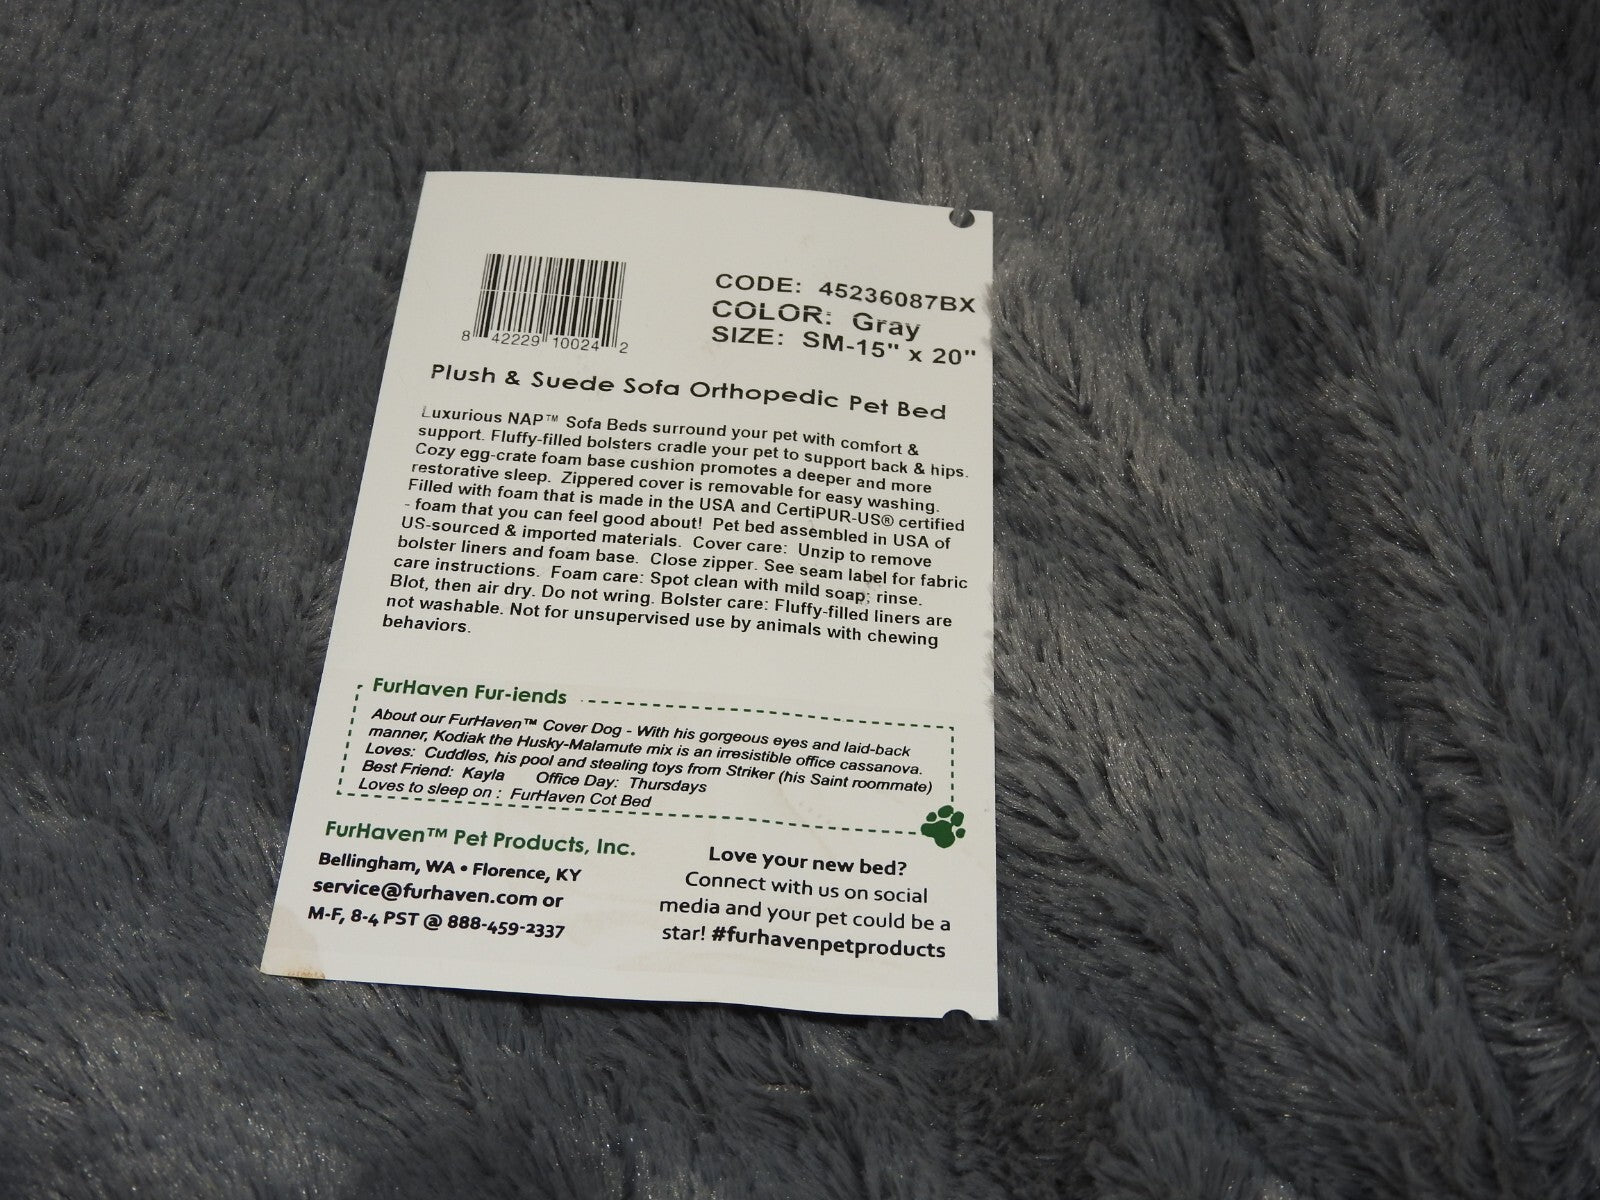 8 42229 10024 2
CODE: 45236087BX
COLOR: Gray
SIZE: SM-15" x 20"
Plush & Suede Sofa Orthopedic Pet Bed
Luxurious NAP™ Sofa Beds surround your pet with comfort &
support. Fluffy-filled bolsters cradle your pet to support back & hips.
Cozy egg-crate foam base cushion promotes a deeper and more
restorative sleep. Zippered cover is removable for easy washing.
Filled with foam that is made in the USA and CertiPUR-US® certified
- foam that you can feel good about! Pet bed assembled in USA of
US-sourced & imported materials. Cover care: Unzip to remove
bolster liners and foam base. Close zipper. See seam label for fabric
care instructions. Foam care: Spot clean with mild soap; rinse.
Blot, then air dry. Do not wring. Bolster care: Fluffy-filled liners are
not washable. Not for unsupervised use by animals with chewing
behaviors.
FurHaven Fur-iends
About our FurHaven™ Cover Dog - With his gorgeous eyes and laid-back
manner, Kodiak the Husky-Malamute mix is an irresistible office cassanova.
Loves: Cuddles, his pool and stealing toys from Striker (his Saint roommate)
Best Friend: Kayla Office Day: Thursdays
Loves to sleep on : FurHaven Cot Bed
FurHaven™ Pet Products, Inc.
Bellingham, WA • Florence, KY
service@furhaven.com or
M-F, 8-4 PST @ 888-459-2337
Love your new bed?
Connect with us on social
media and your pet could be a
star! #furhavenpetproducts